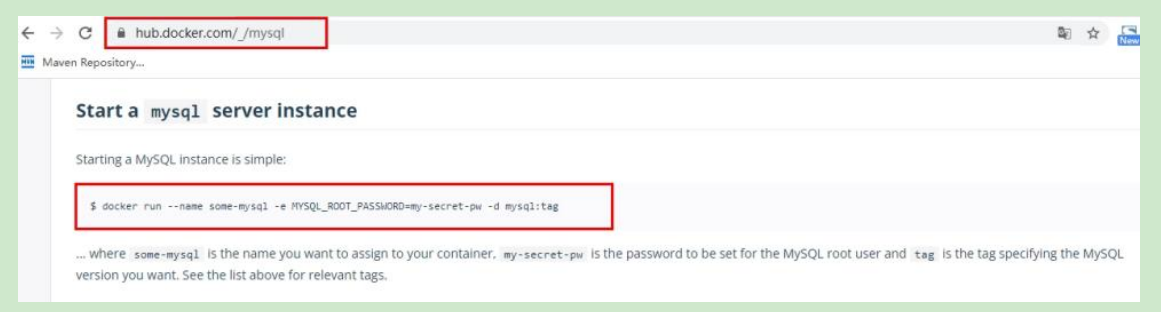 hub.docker.com/_/mysql
New
Maven Repository...
Start a mysql server instance
Starting a MySQL instance is simple:
$ docker run --name some-mysql -e MYSQL_ROOT_PASSWORD=my-secret-pw -d mysql:tag
... where some-mysql is the name you want to assign to your container, my-secret-pw is the password to be set for the MySQL root user and tag is the tag specifying the MySQL
version you want. See the list above for relevant tags.